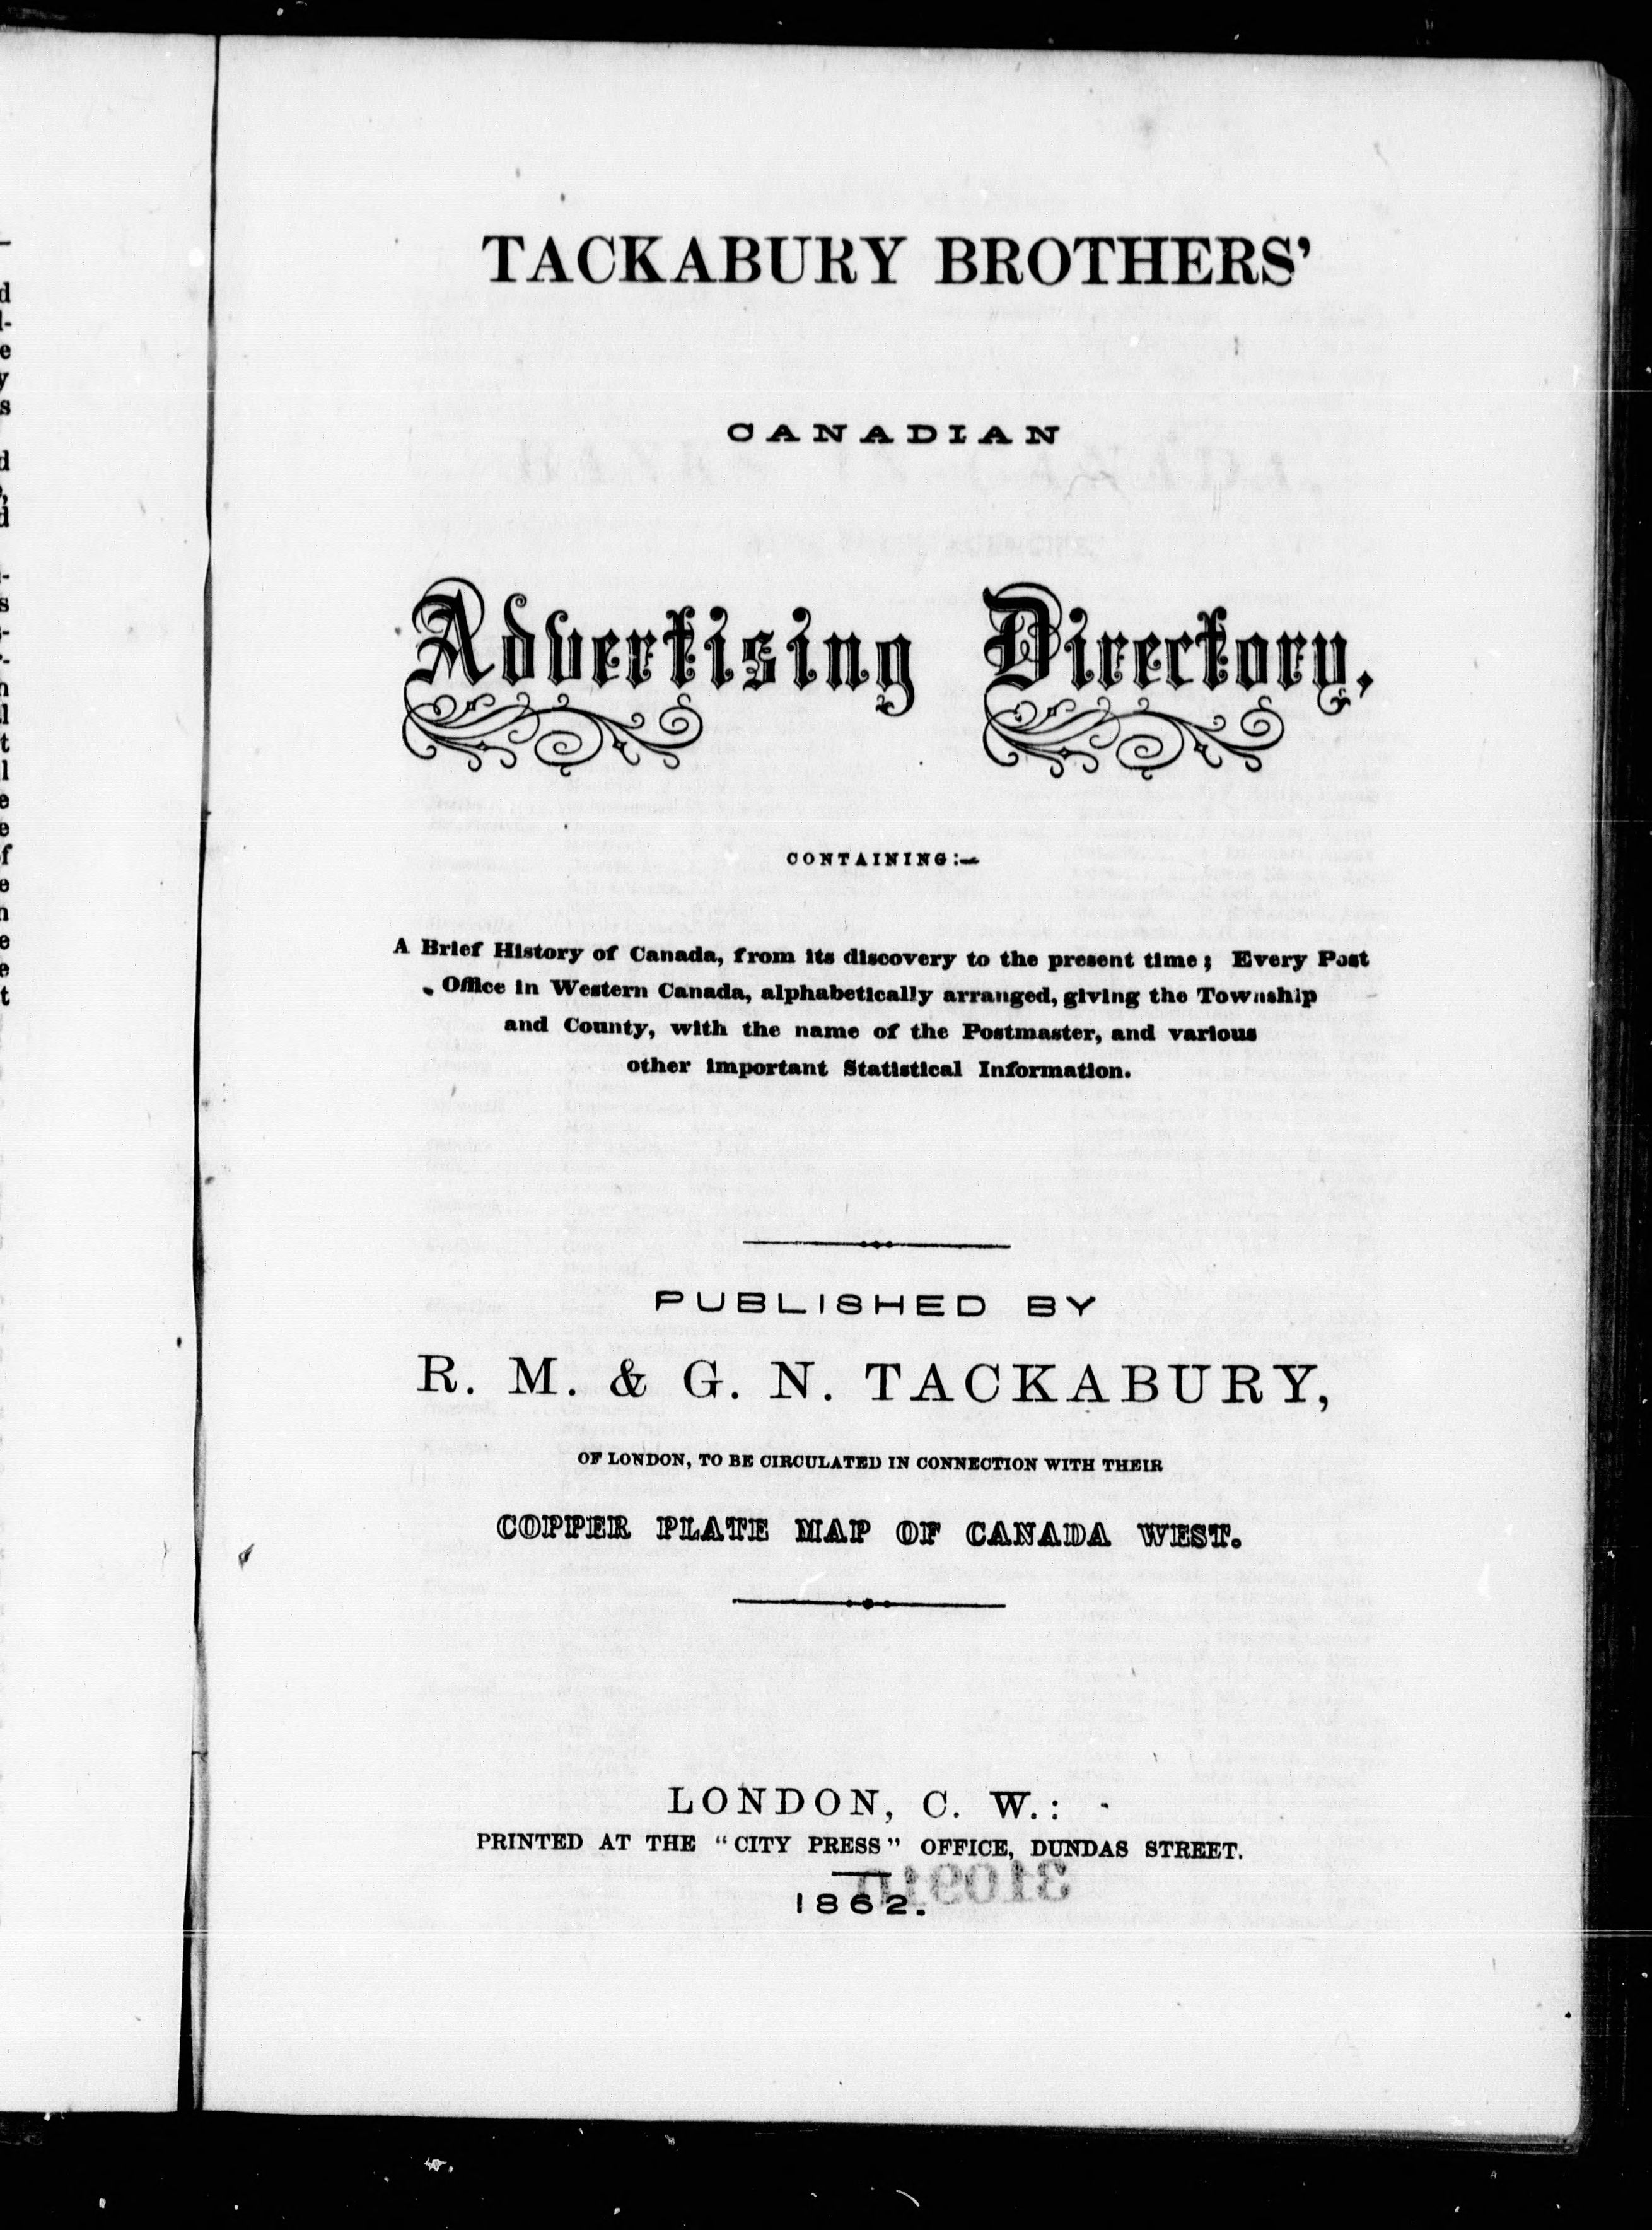 TACKABURY BROTHERS'
CANADIAN
Advertising Directory,
CONTAINING:—
A Brief History of Canada, from its discovery to the present time; Every Post
Office in Western Canada, alphabetically arranged, giving the Township
and County, with the name of the Postmaster, and various
other important Statistical Information.
PUBLISHED BY
R. M. & G. N. TACKABURY,
OF LONDON, TO BE CIRCULATED IN CONNECTION WITH THEIR
COPPER PLATE MAP OF CANADA WEST.
LONDON, C. W.:
PRINTED AT THE "CITY PRESS" OFFICE, DUNDAS STREET.
1862.